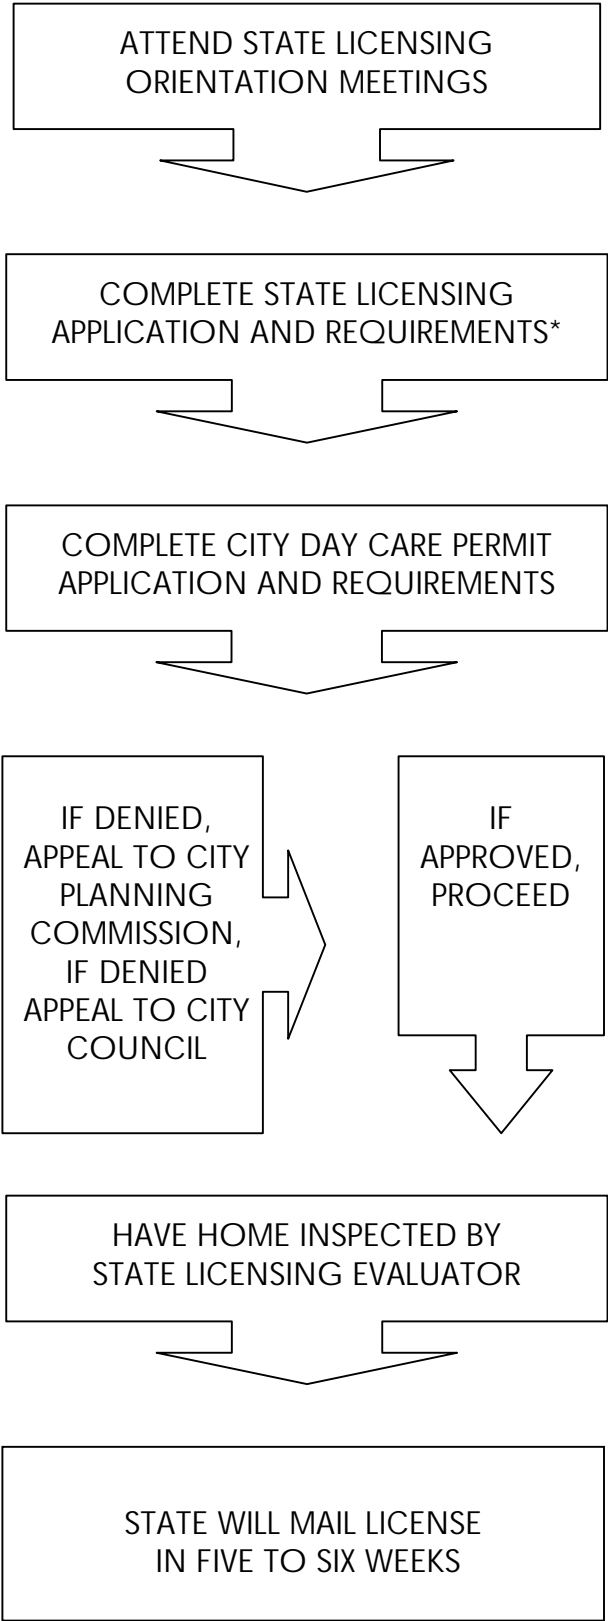 ATTEND STATE LICENSING
ORIENTATION MEETINGS
COMPLETE STATE LICENSING
APPLICATION AND REQUIREMENTS*
COMPLETE CITY DAY CARE PERMIT
APPLICATION AND REQUIREMENTS
IF DENIED,
APPEAL TO CITY
PLANNING
COMMISSION,
IF DENIED
APPEAL TO CITY
COUNCIL
IF
APPROVED,
PROCEED
HAVE HOME INSPECTED BY
STATE LICENSING EVALUATOR
STATE WILL MAIL LICENSE
IN FIVE TO SIX WEEKS